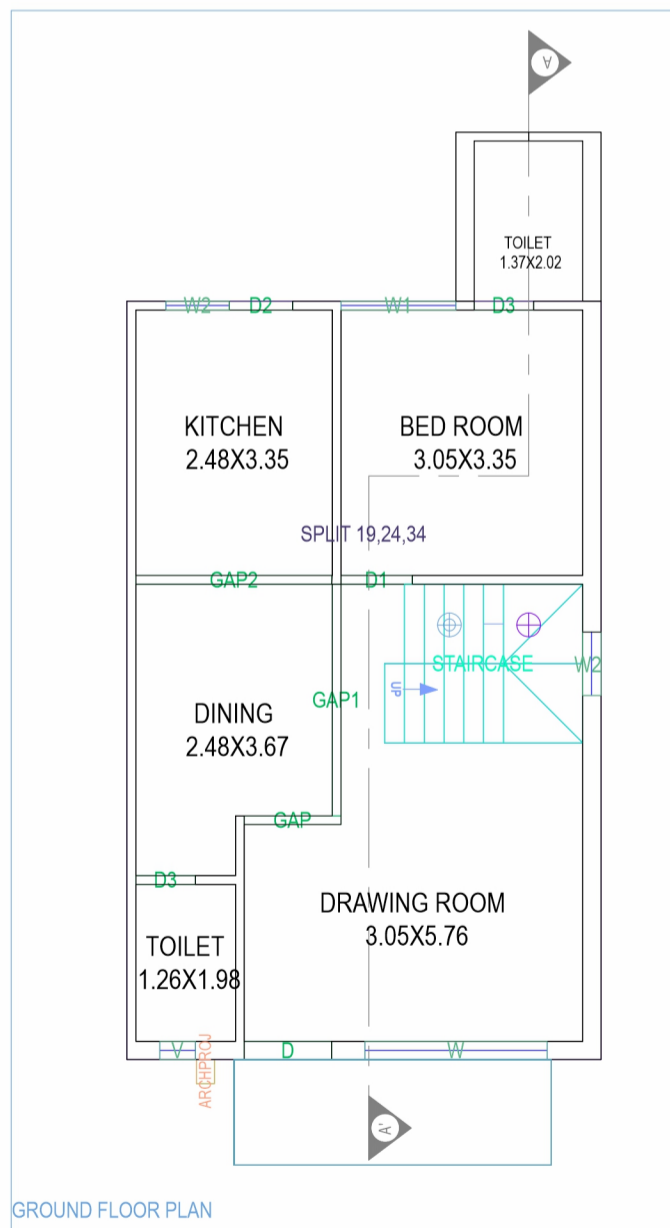 A
TOILET
1.37X2.02
W2
D2
W1
D3
KITCHEN
2.48X3.35
BED ROOM
3.05X3.35
SPLIT 19,24,34
GAP2
D1
STAIRCASE
W2
UP
GAP1
DINING
2.48X3.67
GAP
D3
DRAWING ROOM
3.05X5.76
TOILET
1.26X1.98
V
D
W
ARCHPROJ
A'
GROUND FLOOR PLAN